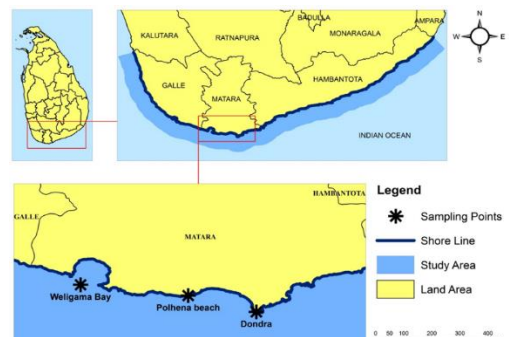 BADULLA
AMPARA
KALUTARA
RATNAPURA
MONARAGALA
N
W E
S
GALLE
HAMBANTOTA
MATARA
INDIAN OCEAN
HAMBANTOTA
GALLE
MATARA
Weligama Bay
Polhena beach
Dondra
Legend
Sampling Points
Shore Line
Study Area
Land Area
0 50 100 200 300 400